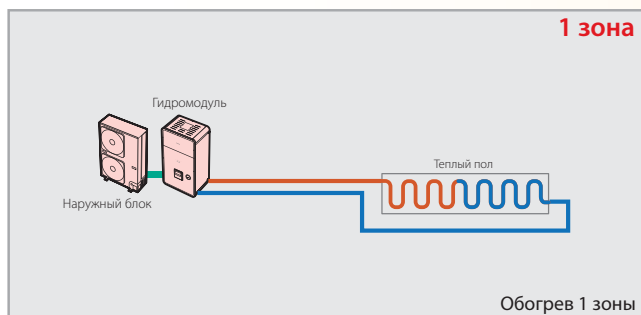 1 зона
Гидромодуль
Теплый пол
Наружный блок
Обогрев 1 зоны